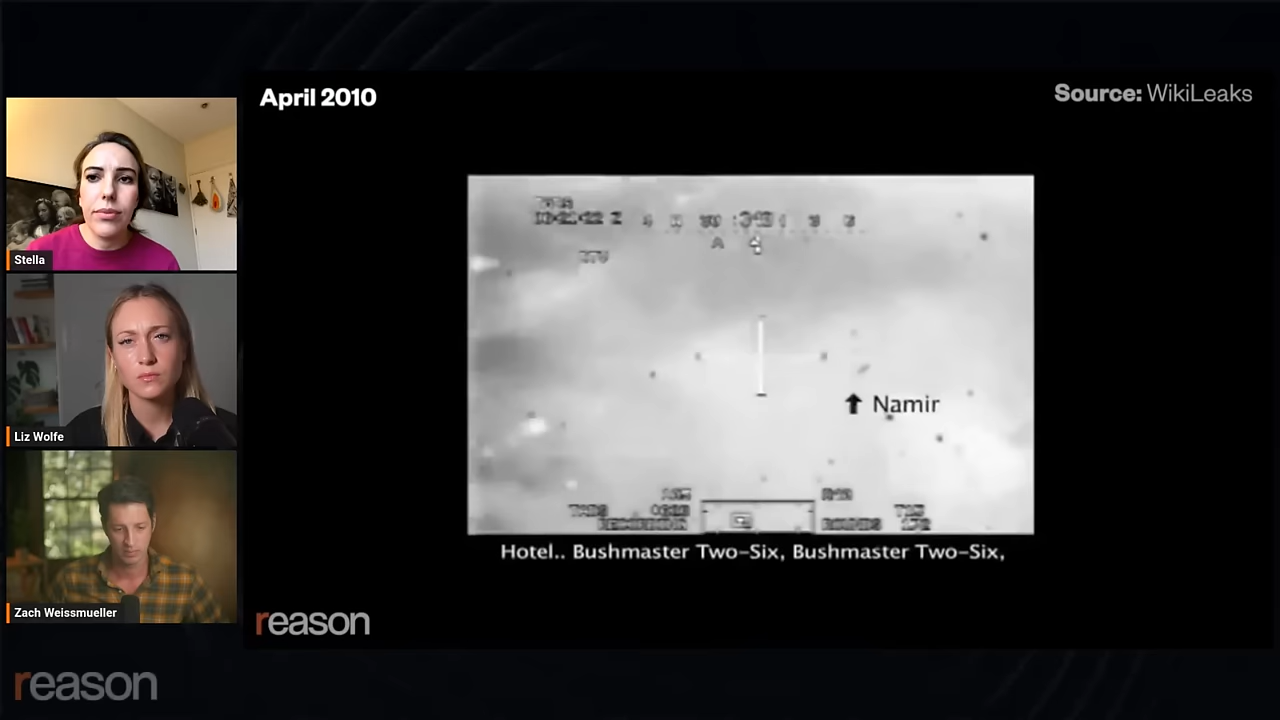 April 2010
Source: WikiLeaks
Stella
Liz Wolfe
Zach Weissmueller
Namir
Hotel.. Bushmaster Two-Six, Bushmaster Two-Six,
reason
reason